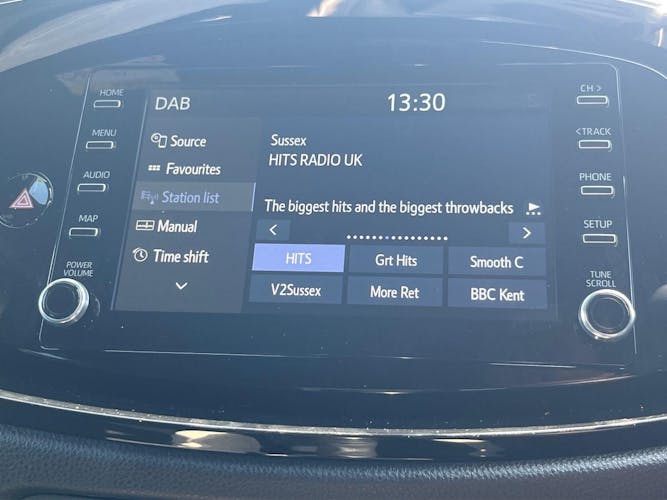 DAB
13:30
HOME
MENU
AUDIO
MAP
POWER
VOLUME
Source
Favourites
Station list
Manual
Time shift
Sussex
HITS RADIO UK
The biggest hits and the biggest throwbacks
HITS
Grt Hits
Smooth C
V2Sussex
More Ret
BBC Kent
CH >
< TRACK
PHONE
SETUP
TUNE
SCROLL